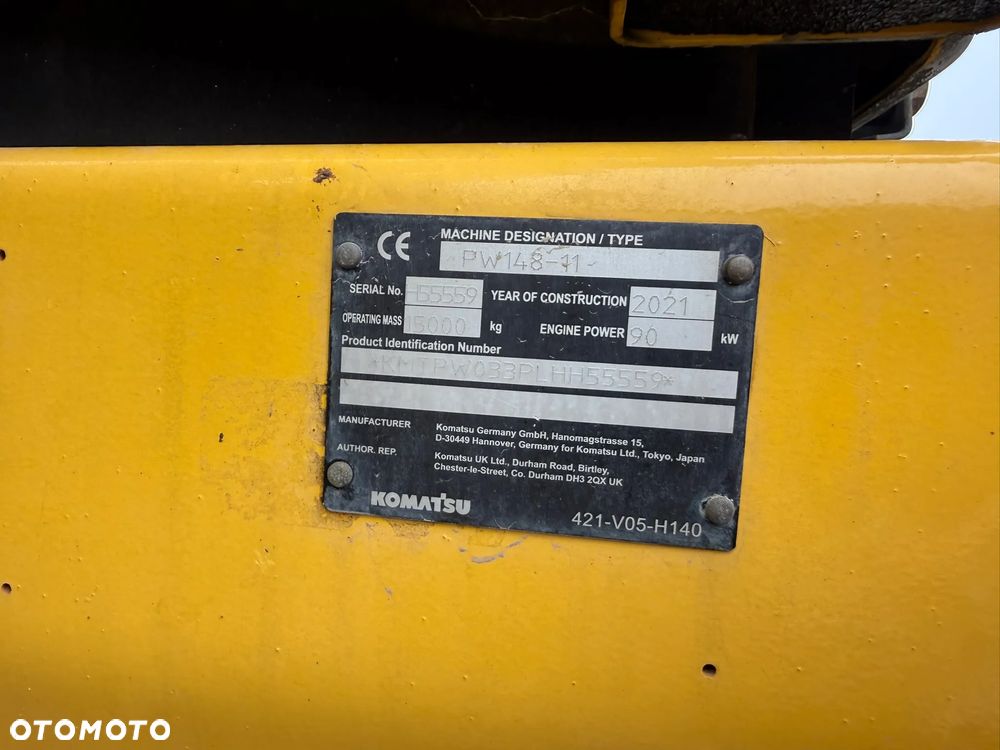 CE
MACHINE DESIGNATION / TYPE
PW148-11
SERIAL No. H55559 YEAR OF CONSTRUCTION 2021
OPERATING MASS 15000 kg ENGINE POWER 90 kW
Product Identification Number
*KMTPW033PLHH55559*
MANUFACTURER Komatsu Germany GmbH, Hanomagstrasse 15,
D-30449 Hannover, Germany for Komatsu Ltd., Tokyo, Japan
AUTHOR. REP. Komatsu UK Ltd., Durham Road, Birtley,
Chester-le-Street, Co. Durham DH3 2QX UK
KOMATSU
421-V05-H140
OTOMOTO